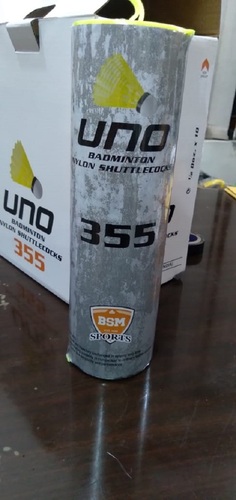 UNO
BADMINTON
NYLON SHUTTLECOCKS
355
BSM
SPORTS
UNO
BADMINTON
NYLON SHUTTLECOCKS
355